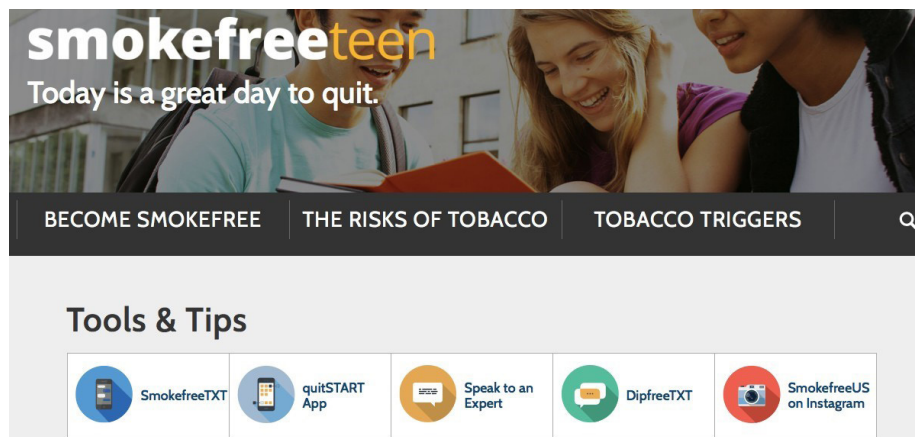 smokefreeteen
Today is a great day to quit.
BECOME SMOKEFREE
THE RISKS OF TOBACCO
TOBACCO TRIGGERS
Tools & Tips
SmokefreeTXT
quitSTART
App
Speak to an
Expert
DipfreeTXT
SmokefreeUS
on Instagram